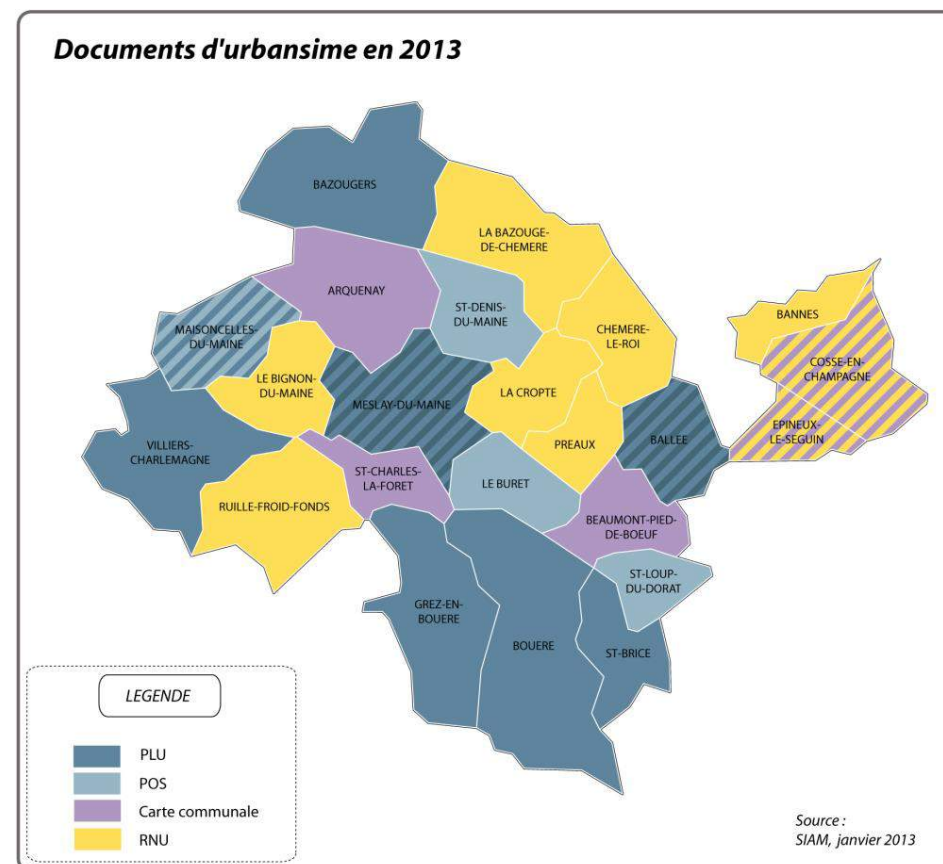 Documents d'urbansime en 2013
BAZOUGERS
LA BAZOUGE-
DE-CHEMERE
ARQUENAY
ST-DENIS-
DU-MAINE
MAISONCELLES-
DU-MAINE
CHEMERE-
LE-ROI
BANNES
COSSE-EN-
CHAMPAGNE
LE BIGNON-
DU-MAINE
MESLAY-DU-MAINE
LA CROPTE
EPINEUX-
LE-SEGUIN
VILLIERS-
CHARLEMAGNE
PREAUX
BALLEE
ST-CHARLES-
LA-FORET
LE BURET
RUILLE-FROID-FONDS
BEAUMONT-PIED-
DE-BOEUF
ST-LOUP-
DU-DORAT
GREZ-EN-
BOUERE
BOUERE
ST-BRICE
LEGENDE
PLU
POS
Carte communale
RNU
Source :
SIAM, janvier 2013